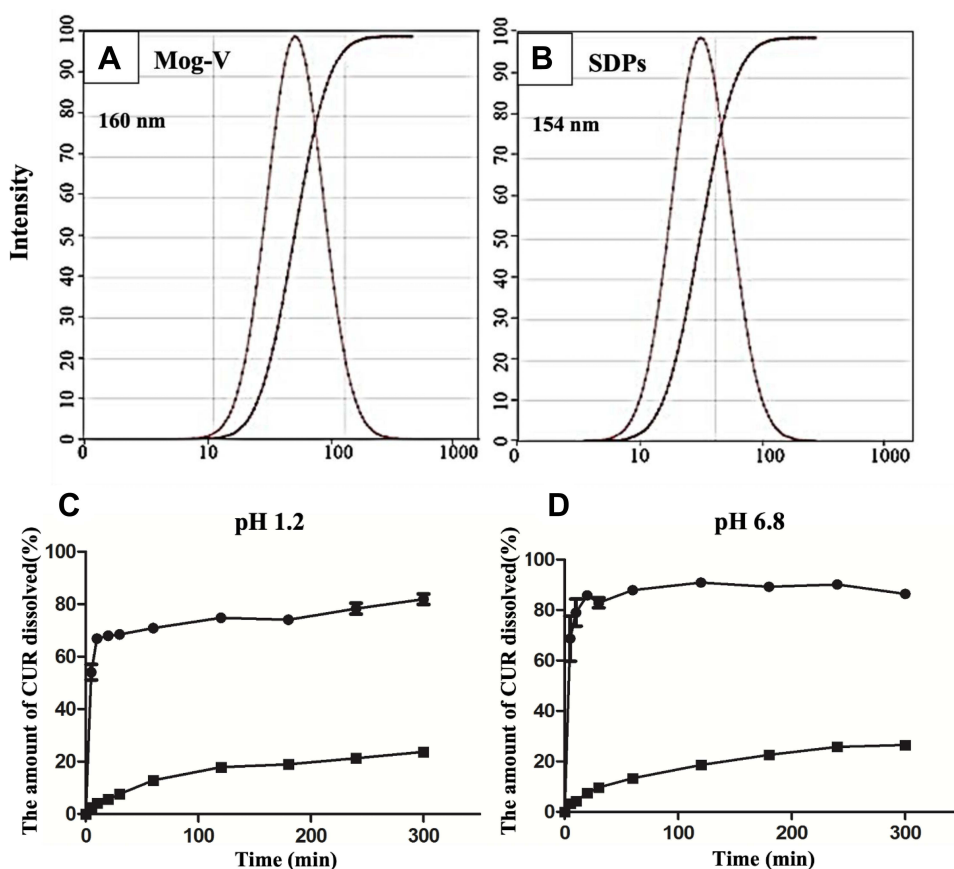 A Mog-V
160 nm
Intensity
0
10
20
30
40
50
60
70
80
90
100
0 10 100 1000
B SDPs
154 nm
0
10
20
30
40
50
60
70
80
90
100
0 10 100 1000
C
pH 1.2
The amount of CUR dissolved(%)
100
80
60
40
20
0
0 100 200 300
Time (min)
D
pH 6.8
The amount of CUR dissolved(%)
100
80
60
40
20
0
0 100 200 300
Time (min)